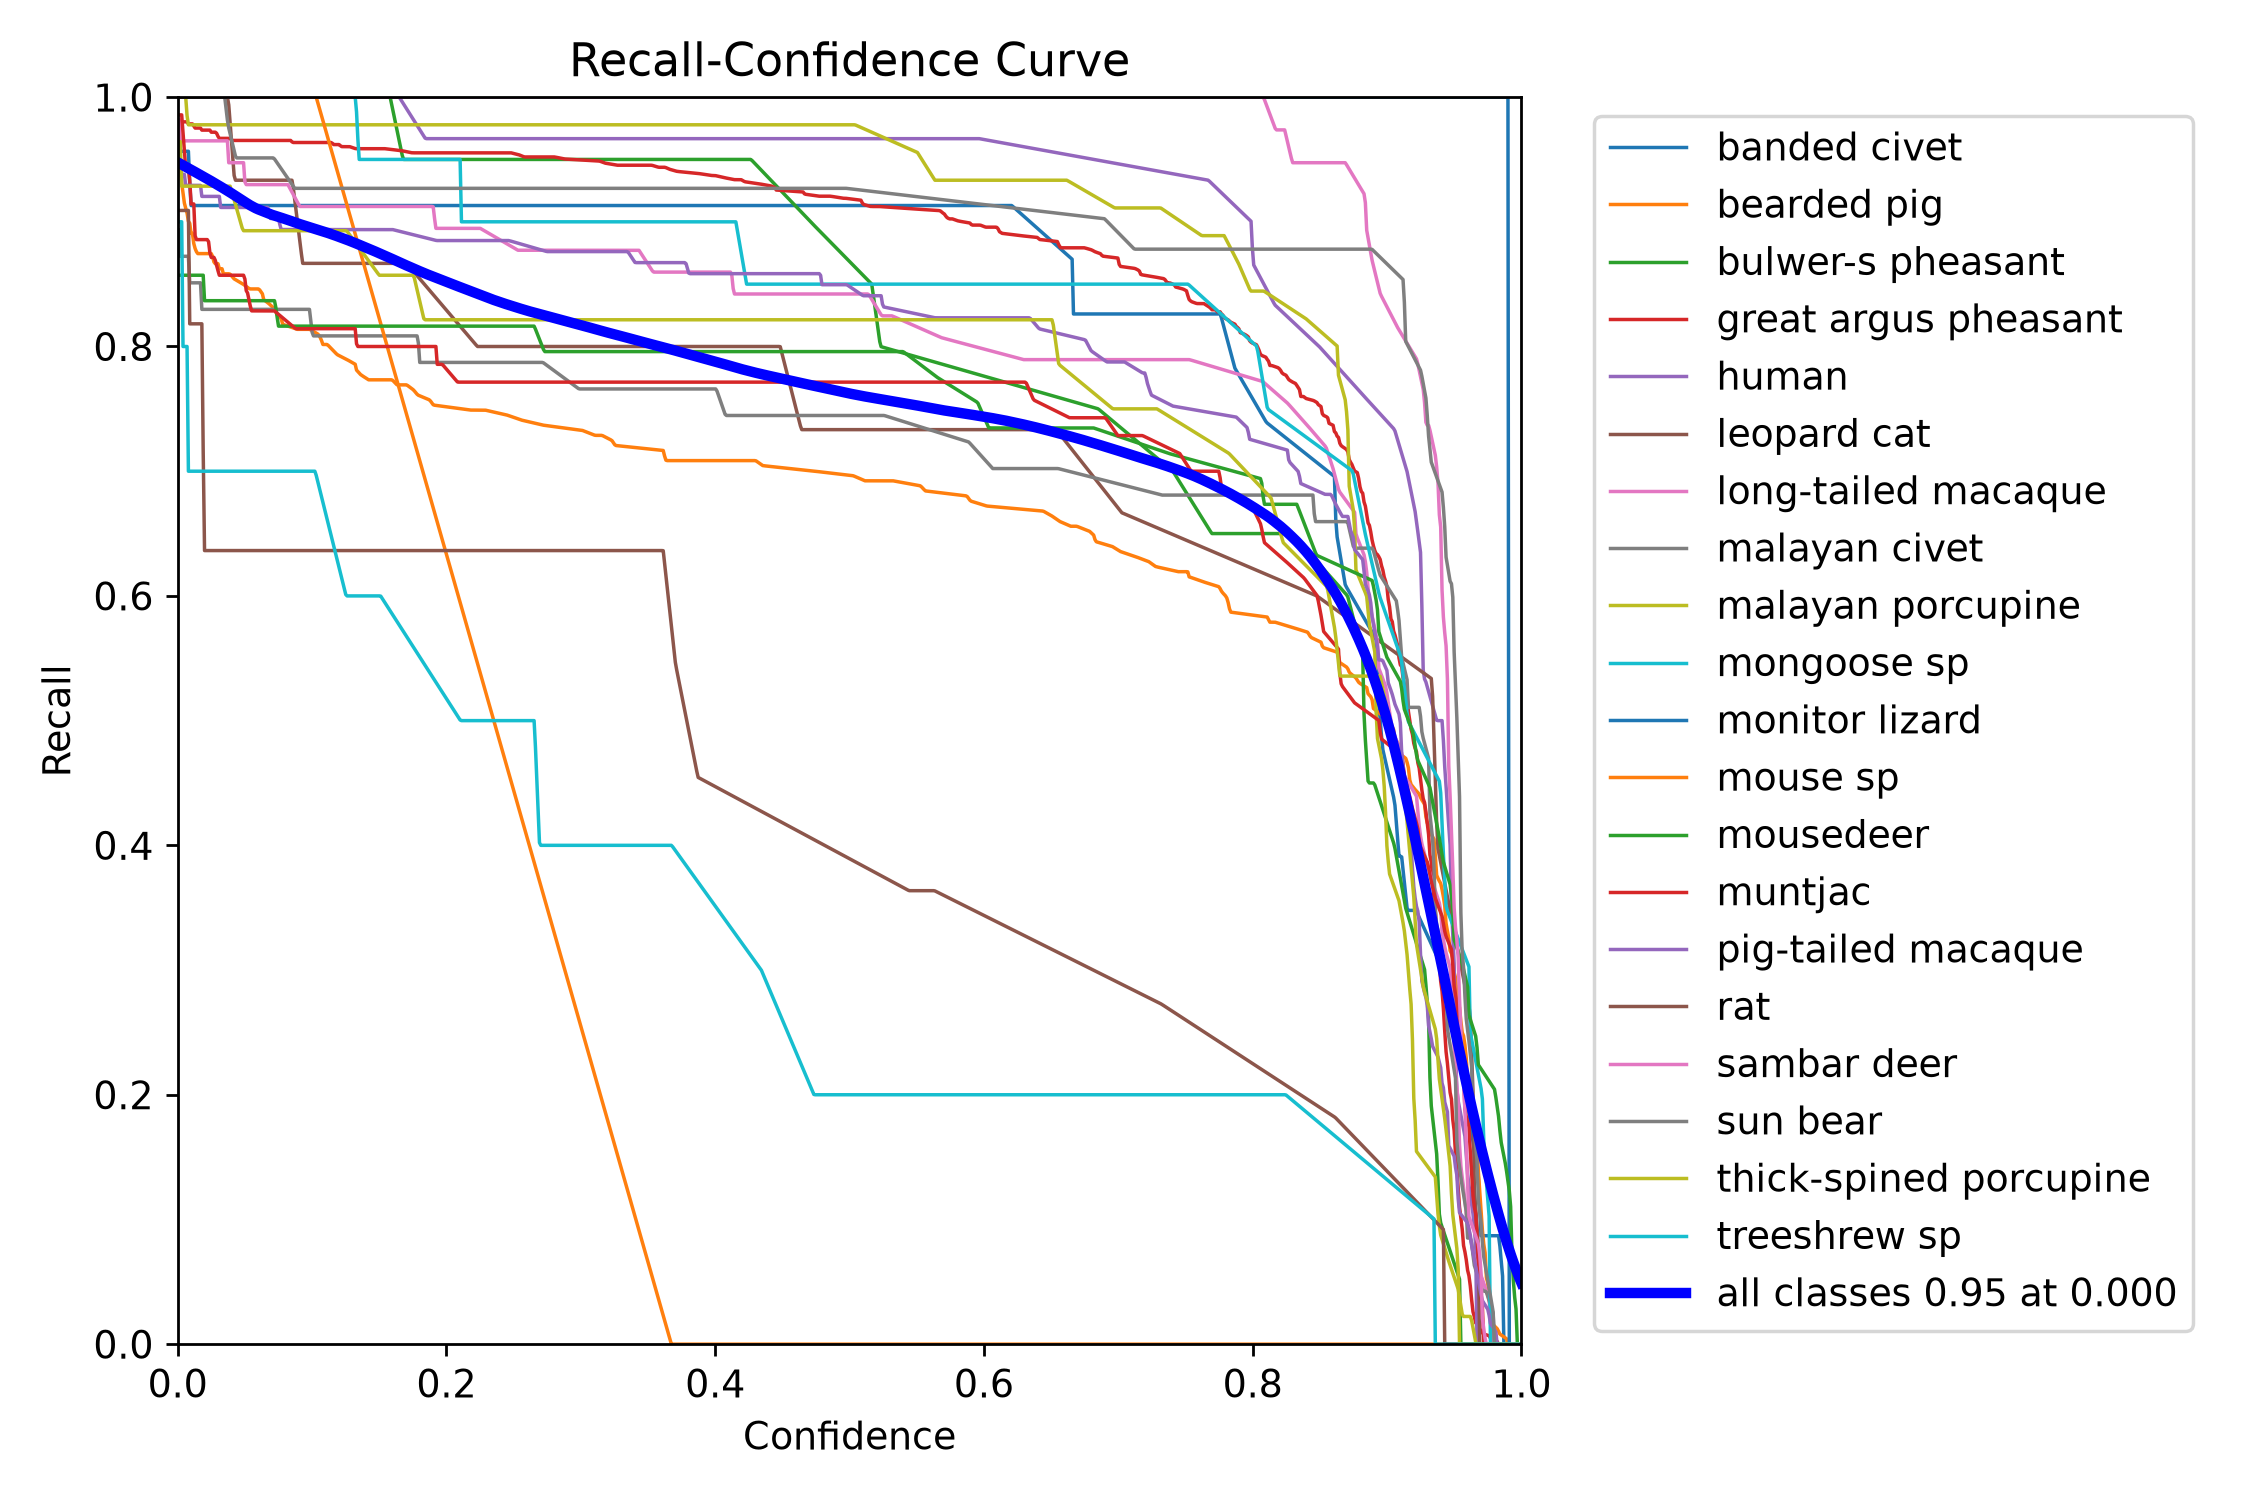 Recall-Confidence Curve
1.0
0.8
0.6
0.4
0.2
0.0
Recall
0.0 0.2 0.4 0.6 0.8 1.0
Confidence
banded civet
bearded pig
bulwer-s pheasant
great argus pheasant
human
leopard cat
long-tailed macaque
malayan civet
malayan porcupine
mongoose sp
monitor lizard
mouse sp
mousedeer
muntjac
pig-tailed macaque
rat
sambar deer
sun bear
thick-spined porcupine
treeshrew sp
all classes 0.95 at 0.000